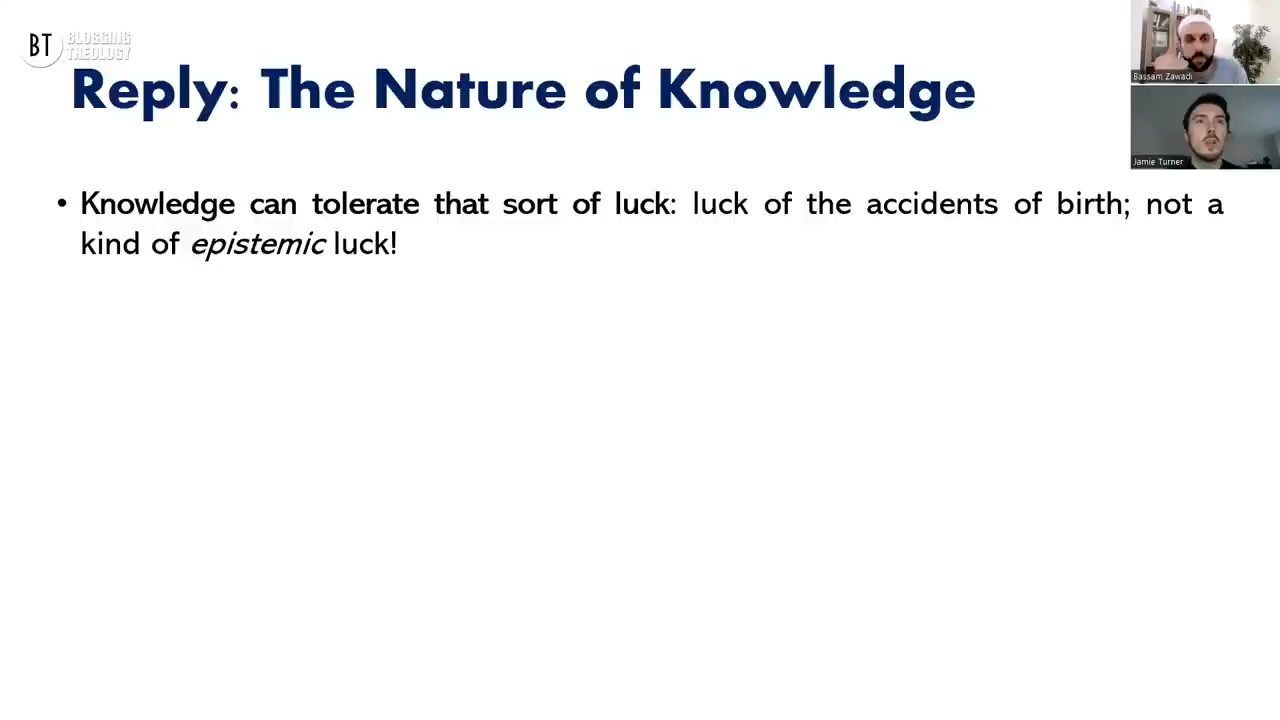 BT BLOGGING
THEOLOGY
Reply: The Nature of Knowledge
Bassam Zawadi
Jamie Turner
• Knowledge can tolerate that sort of luck: luck of the accidents of birth; not a
kind of epistemic luck!